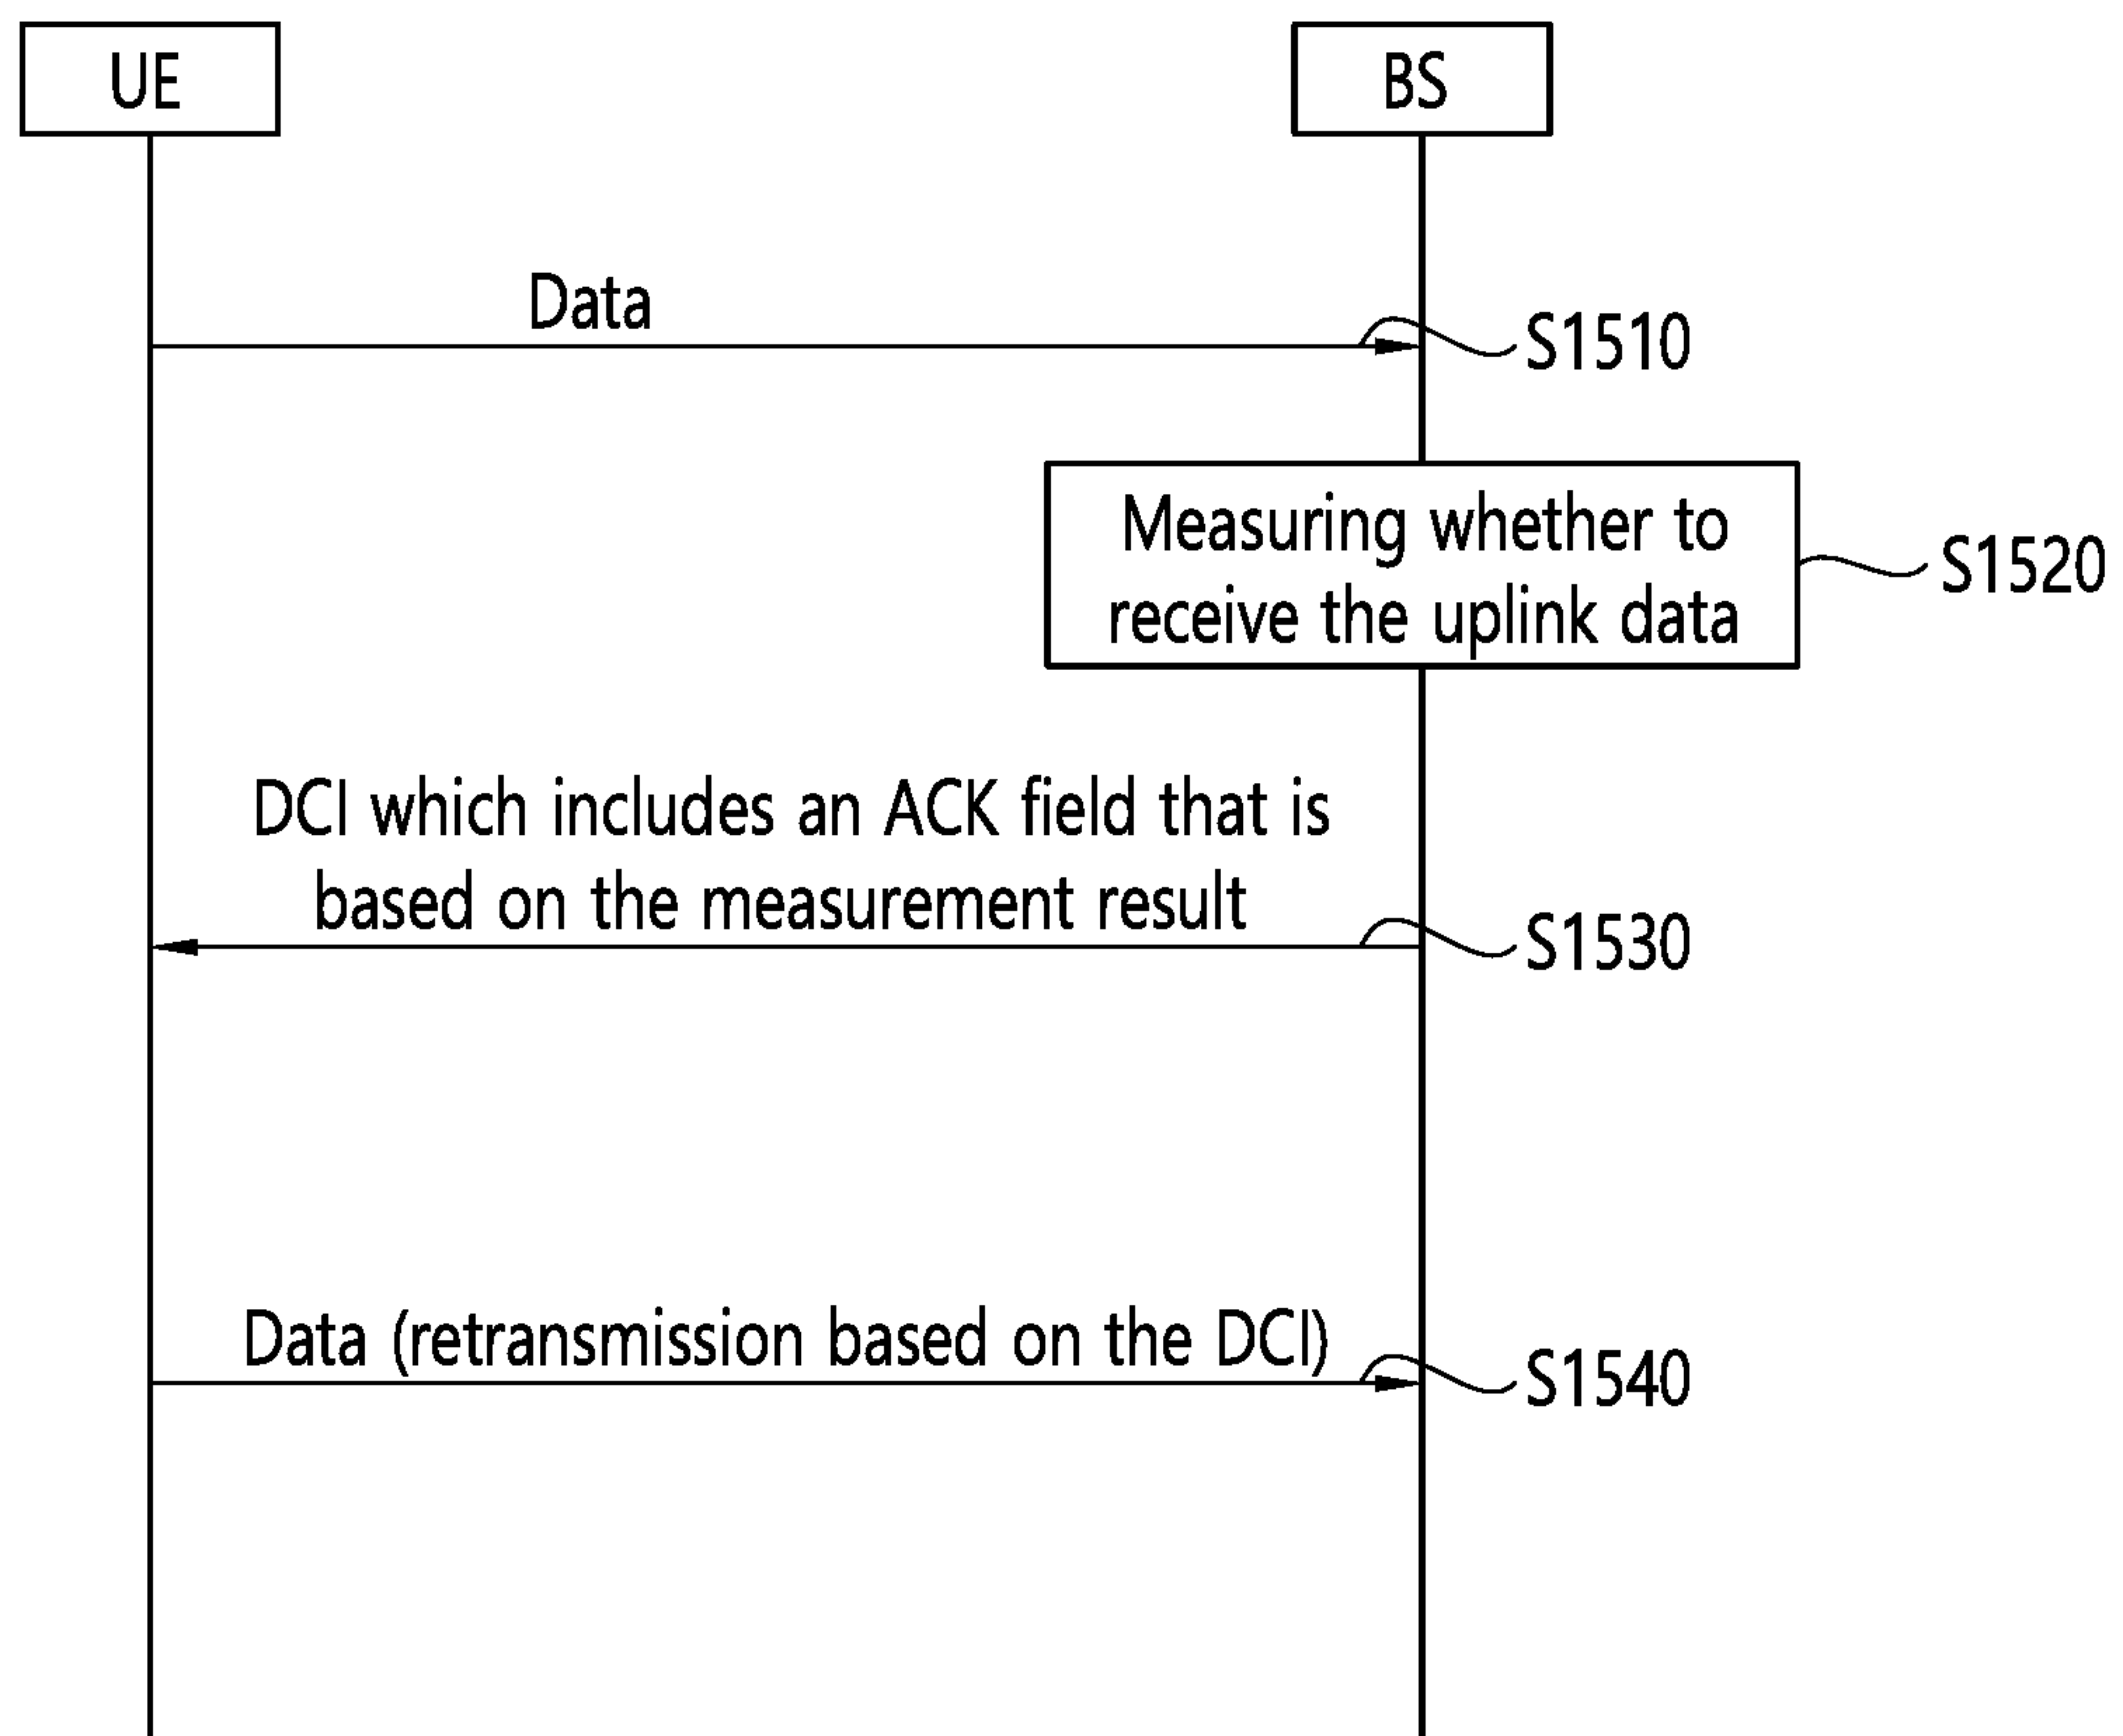 UE
BS
Data
S1510
Measuring whether to
receive the uplink data
S1520
DCI which includes an ACK field that is
based on the measurement result
S1530
Data (retransmission based on the DCI)
S1540